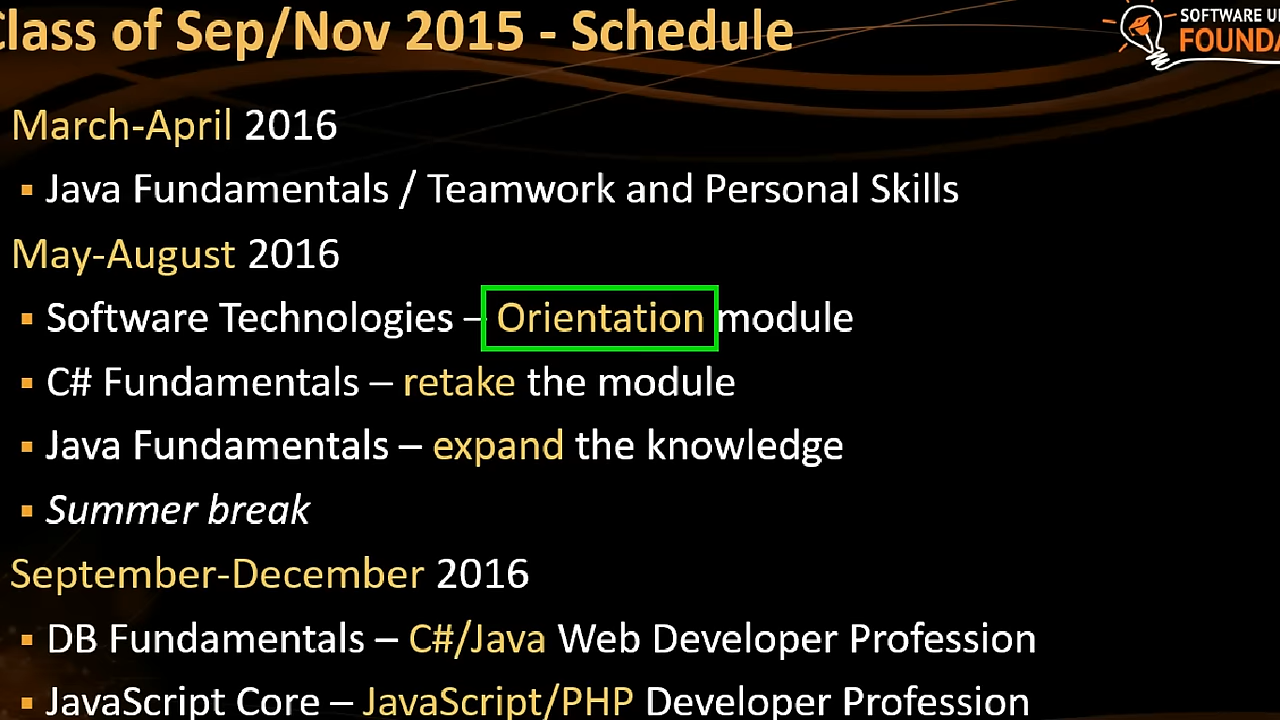 Class of Sep/Nov 2015 - Schedule
SOFTWARE
March-April 2016
Java Fundamentals / Teamwork and Personal Skills
May-August 2016
Software Technologies – Orientation module
C# Fundamentals – retake the module
Java Fundamentals – expand the knowledge
Summer break
September-December 2016
DB Fundamentals – C#/Java Web Developer Profession
JavaScript Core – JavaScript/PHP Developer Profession